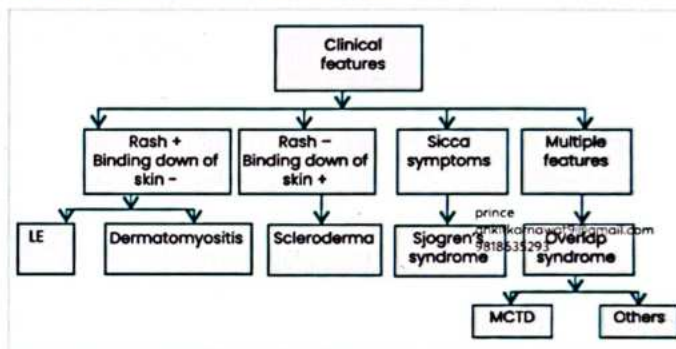 Clinical
features
Rash +
Binding down of
skin -
Rash –
Binding down of
skin +
Sicca
symptoms
Multiple
features
LE
Dermatomyositis
Scleroderma
Sjogren's
syndrome
Overlap
syndrome
prince
9818635293
MCTD
Others